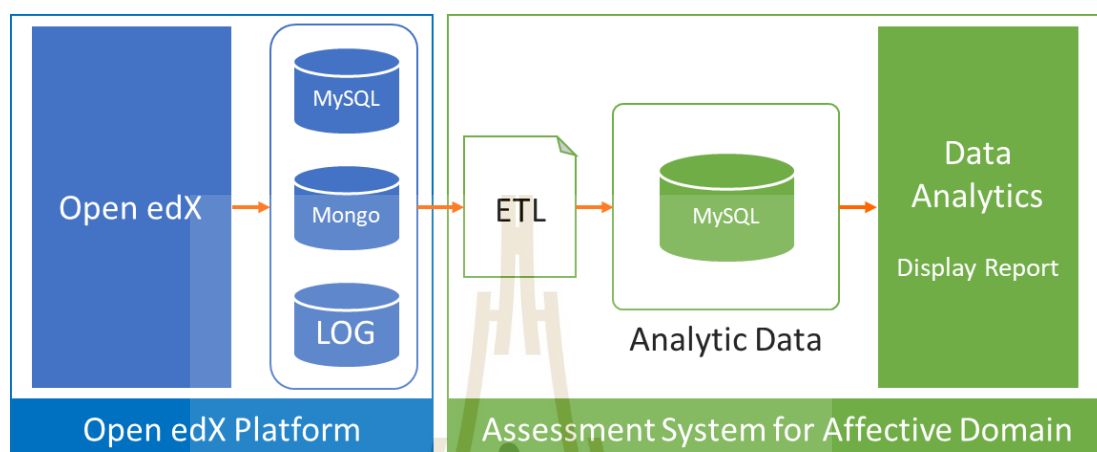 Open edX
MySQL
Mongo
LOG
Open edX Platform
ETL
MySQL
Analytic Data
Data
Analytics
Display Report
Assessment System for Affective Domain